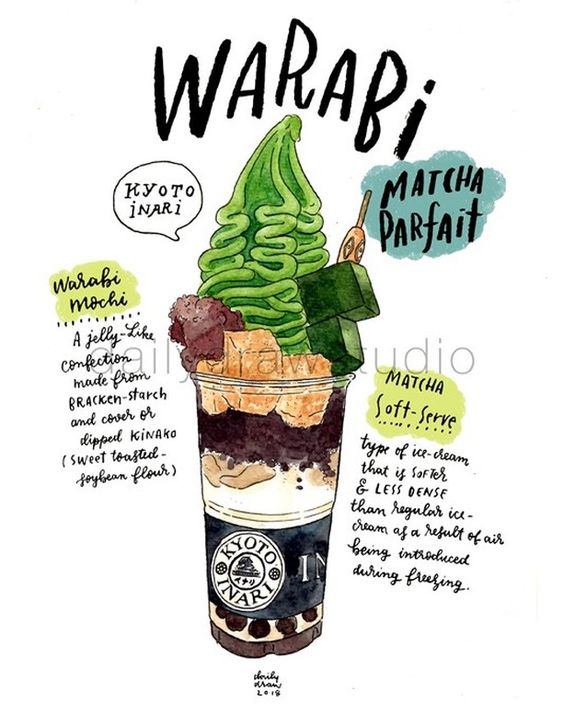 WARABi
KYOTO
iNARi
MATCHA
PARfAiT
Warabi
Mochi
A jelly-Like
confection
made from
BRACKEN-STARCH
and cover or
dipped KINAKO
(SWEET TOASTED-
SOYBEAN flour)
dailydrawstudio
MATCHA
Soft-Serve
type of ice-cream
that is SOFTER
& LESS DENSE
than regular ice-
cream as a result of air
being introduced
during freezing.
KYOTO
INARI
IN
daily
draw
2018